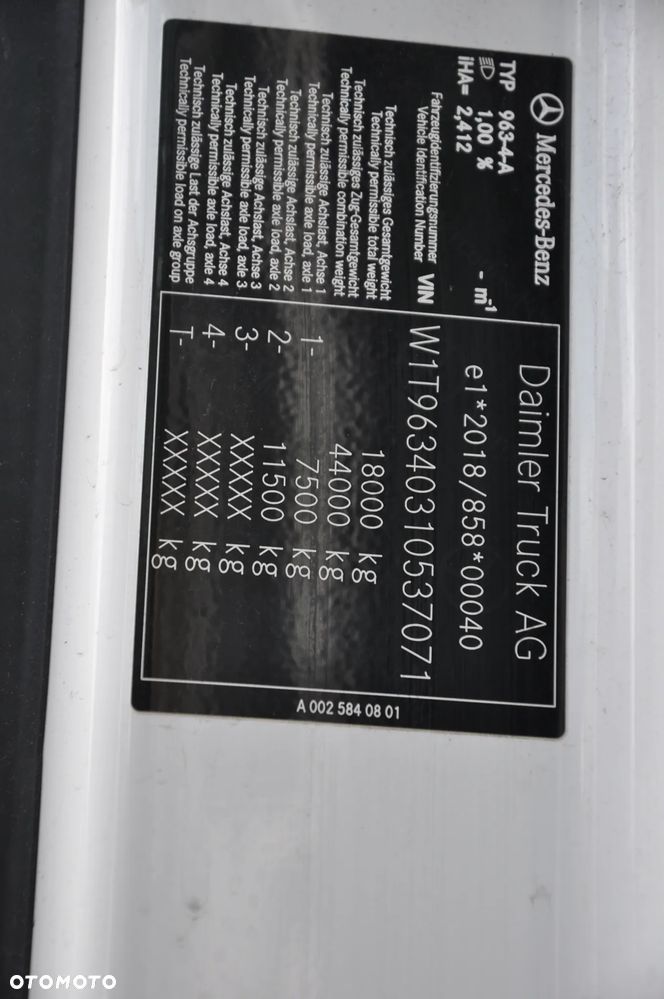 Mercedes-Benz
TYP 963-4-A
1,00 % - m-1
iHA= 2,412
Daimler Truck AG
e1*2018/858*00040
Fahrzeugidentifizierungsnummer
Vehicle Identification Number VIN W1T96340310537071
Technisch zulässiges Gesamtgewicht
Technically permissible total weight 18000 kg
Technisch zulässiges Zug-Gesamtgewicht
Technically permissible combination weight 44000 kg
Technisch zulässige Achslast, Achse 1
Technically permissible axle load, axle 1 1- 7500 kg
Technisch zulässige Achslast, Achse 2
Technically permissible axle load, axle 2 2- 11500 kg
Technisch zulässige Achslast, Achse 3
Technically permissible axle load, axle 3 3- XXXXX kg
Technisch zulässige Achslast, Achse 4
Technically permissible axle load, axle 4 4- XXXXX kg
Technisch zulässige Last der Achsgruppe
Technically permissible load on axle group T- XXXXX kg
A 002 584 08 01
OTOMOTO